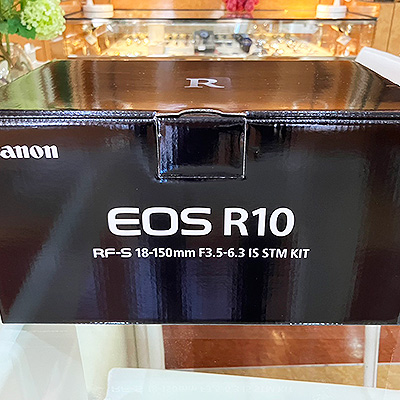 R
anon
EOS R10
RF-S 18-150mm F3.5-6.3 IS STM KIT